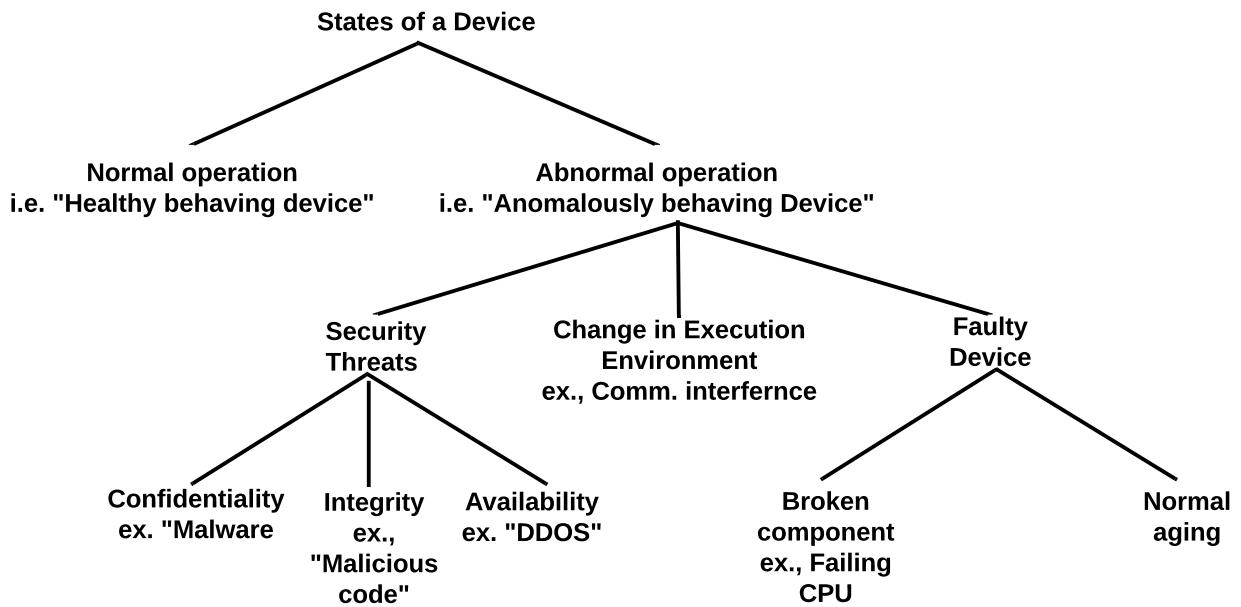 States of a Device
Normal operation
i.e. "Healthy behaving device"
Abnormal operation
i.e. "Anomalously behaving Device"
Security
Threats
Change in Execution
Environment
ex., Comm. interfernce
Faulty
Device
Confidentiality
ex. "Malware
Integrity
ex.,
"Malicious
code"
Availability
ex. "DDOS"
Broken
component
ex., Failing
CPU
Normal
aging